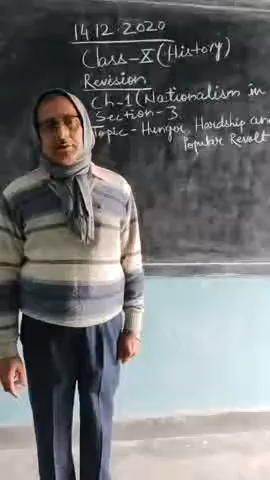 14.12.2020
Class-X (History)
Revision
Ch-1 (Nationalism in
Section-3
Topic- Hunger, Hardship and
Popular Revolt